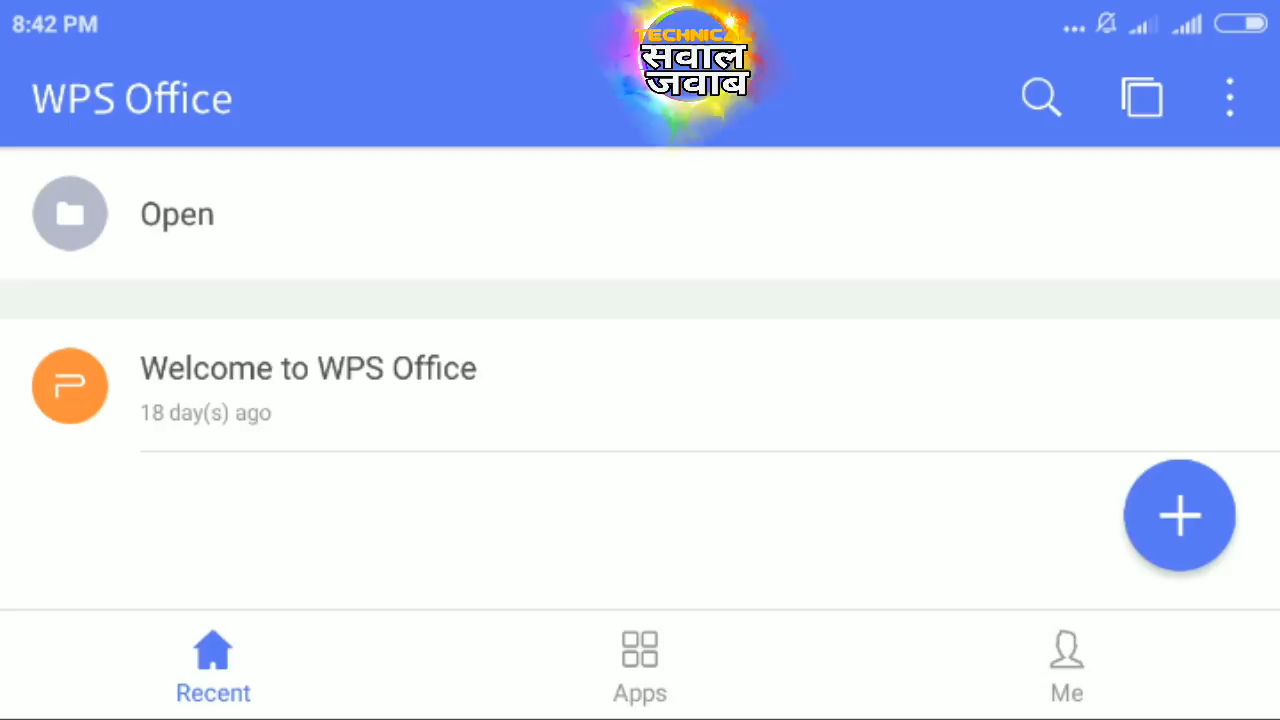 8:42 PM
TECHNICAL
सवाल
जवाब
WPS Office
Open
Welcome to WPS Office
18 day(s) ago
Recent
Apps
Me